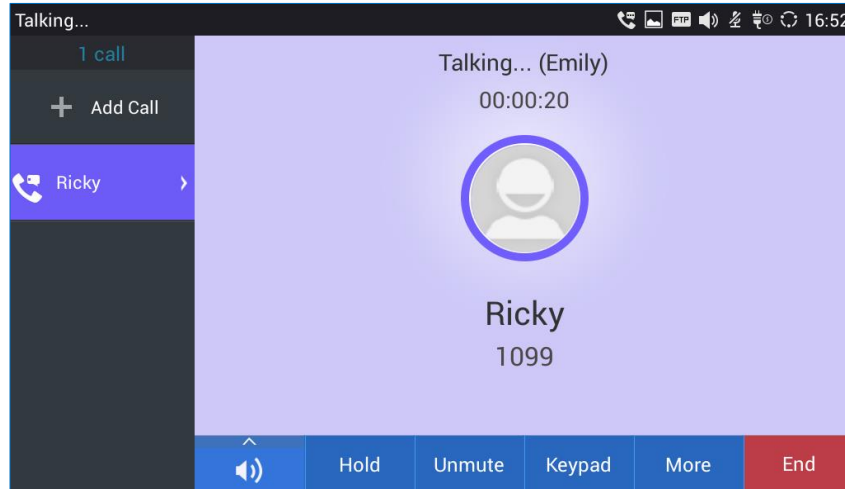 Talking...
FTP
16:52
1 call
Add Call
Ricky
Talking... (Emily)
00:00:20
Ricky
1099
Hold Unmute Keypad More End